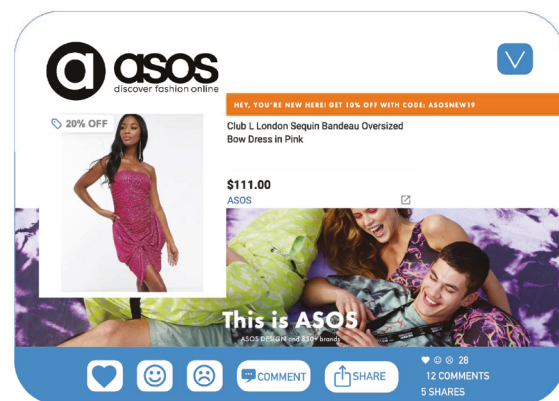 asos
discover fashion online
HEY, YOU'RE NEW HERE! GET 10% OFF WITH CODE: ASOSNEW19
20% OFF
Club L London Sequin Bandeau Oversized
Bow Dress in Pink
$111.00
ASOS
This is ASOS
ASOS DESIGN and 850+ brands
COMMENT
SHARE
28
12 COMMENTS
5 SHARES